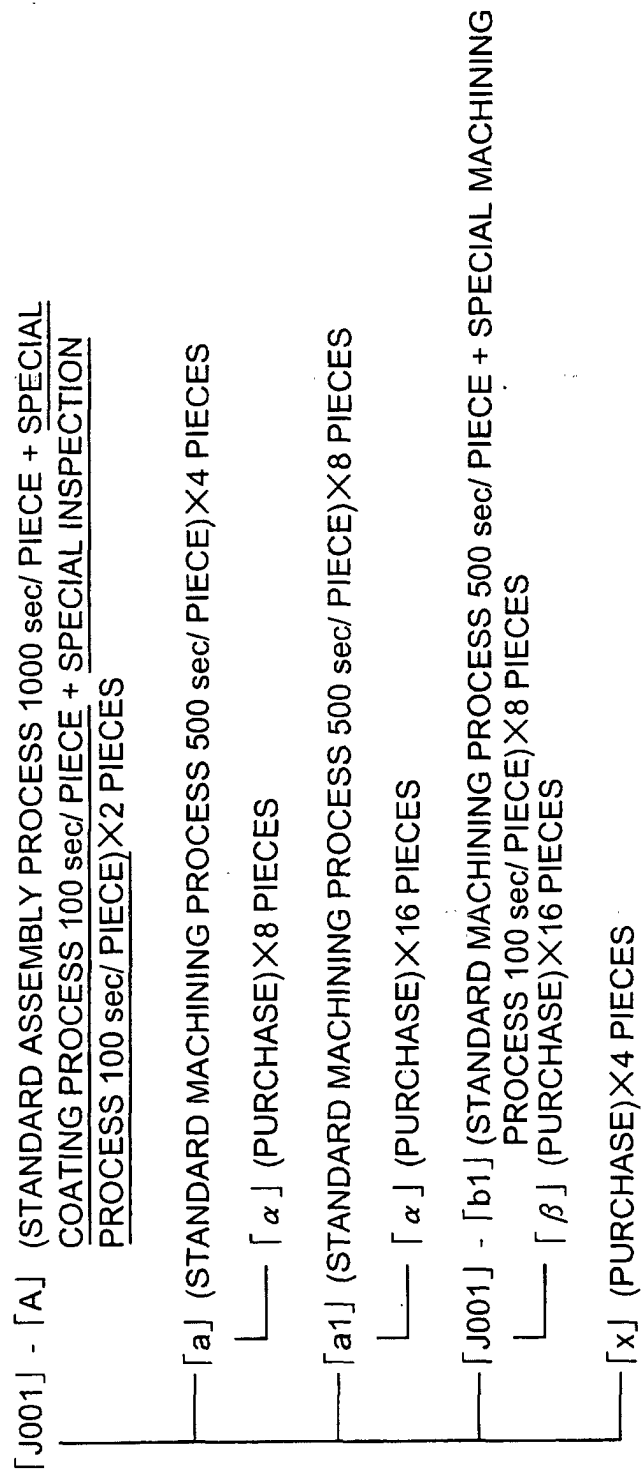 ｢J001｣ - ｢A｣ (STANDARD ASSEMBLY PROCESS 1000 sec/ PIECE + SPECIAL
COATING PROCESS 100 sec/ PIECE + SPECIAL INSPECTION
PROCESS 100 sec/ PIECE)×2 PIECES
｢a｣ (STANDARD MACHINING PROCESS 500 sec/ PIECE)×4 PIECES
｢α｣ (PURCHASE)×8 PIECES
｢a1｣ (STANDARD MACHINING PROCESS 500 sec/ PIECE)×8 PIECES
｢α｣ (PURCHASE)×16 PIECES
｢J001｣ - ｢b1｣ (STANDARD MACHINING PROCESS 500 sec/ PIECE + SPECIAL MACHINING
PROCESS 100 sec/ PIECE)×8 PIECES
｢β｣ (PURCHASE)×16 PIECES
｢x｣ (PURCHASE)×4 PIECES